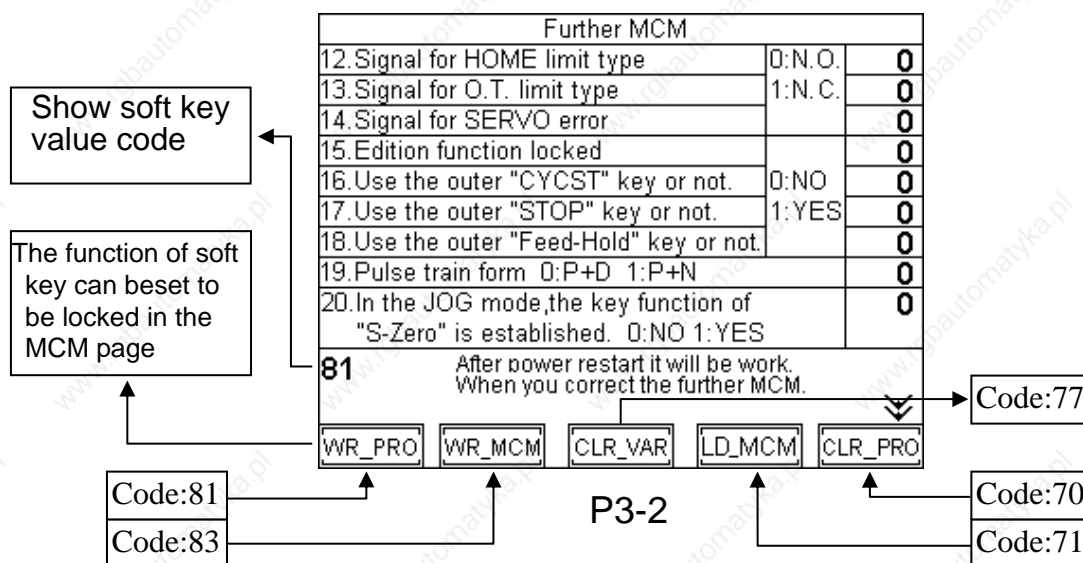 Further MCM
12.Signal for HOME limit type 0:N.O. 0
13.Signal for O.T. limit type 1:N.C. 0
14.Signal for SERVO error 0
15.Edition function locked 0
16.Use the outer "CYCST" key or not. 0:NO 0
17.Use the outer "STOP" key or not. 1:YES 0
18.Use the outer "Feed-Hold" key or not. 0
19.Pulse train form 0:P+D 1:P+N 0
20.In the JOG mode,the key function of 0
"S-Zero" is established. 0:NO 1:YES
81 After power restart it will be work.
When you correct the further MCM.
WR_PRO WR_MCM CLR_VAR LD_MCM CLR_PRO
Show soft key
value code
The function of soft
key can beset to
be locked in the
MCM page
Code:77
Code:81
Code:83
Code:70
Code:71
P3-2
www.rgbautomatyka.pl